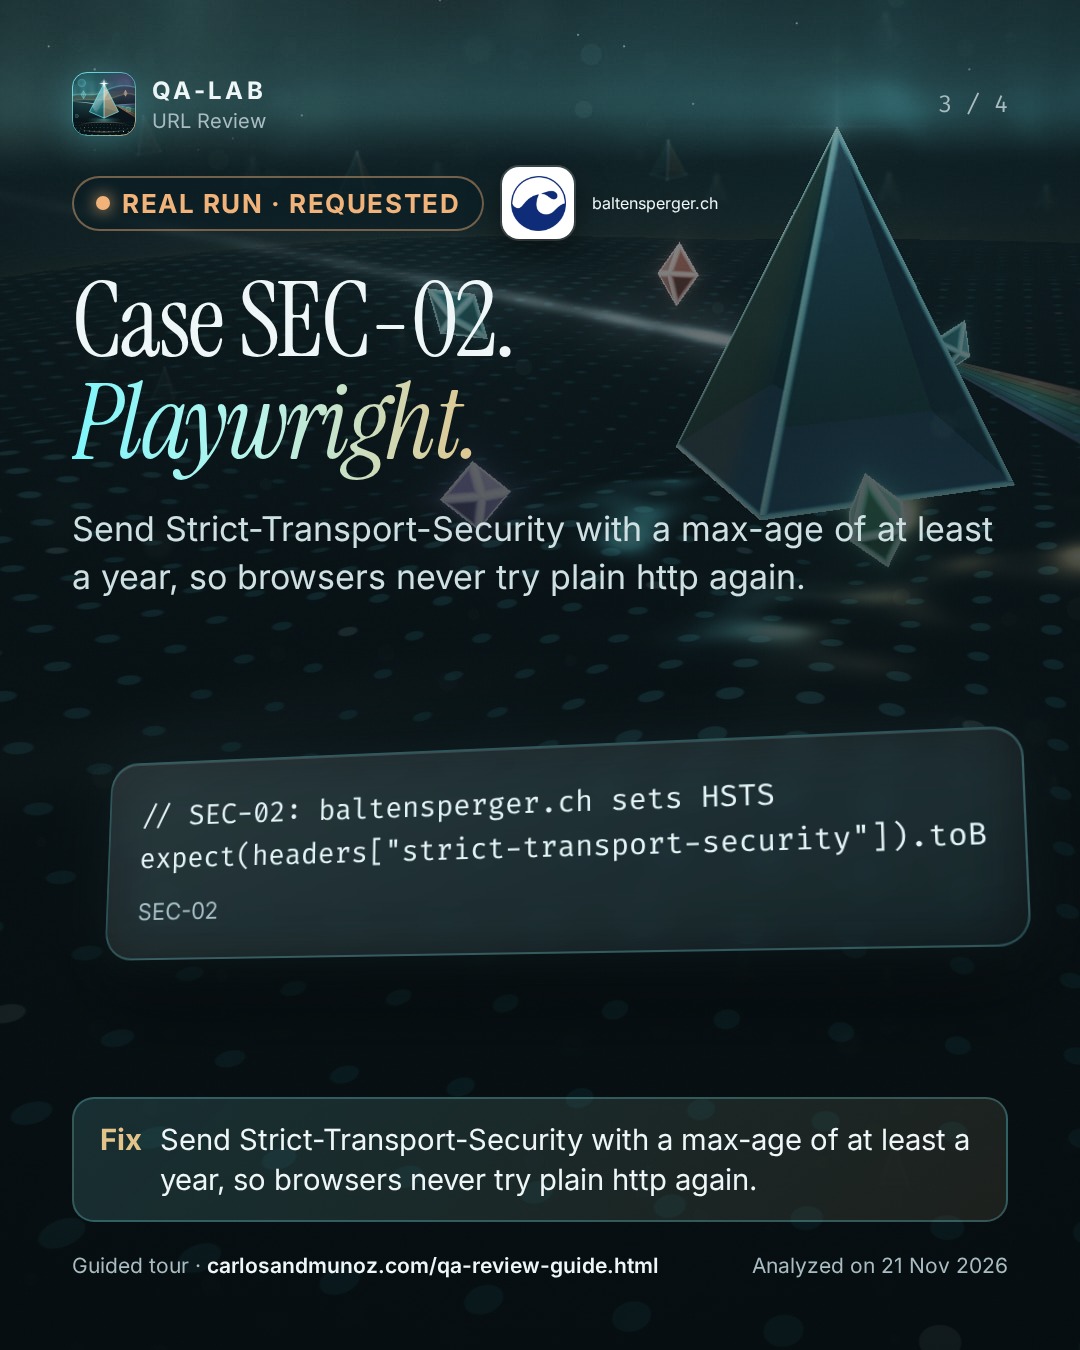 QA-LAB
URL Review
3 / 4
REAL RUN · REQUESTED
baltensperger.ch
Case SEC-02.
Playwright.
Send Strict-Transport-Security with a max-age of at least
a year, so browsers never try plain http again.
// SEC-02: baltensperger.ch sets HSTS
expect(headers["strict-transport-security"]).toB
SEC-02
Fix Send Strict-Transport-Security with a max-age of at least a
year, so browsers never try plain http again.
Guided tour · carlosandmunoz.com/qa-review-guide.html
Analyzed on 21 Nov 2026